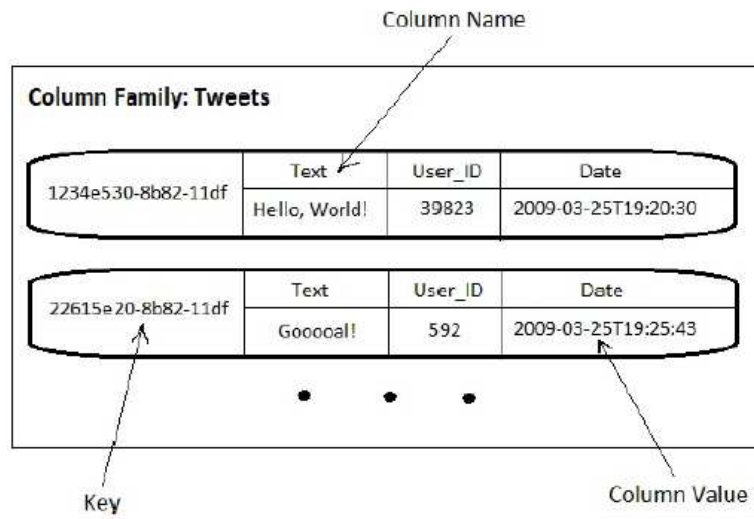 Column Name
Column Family: Tweets
1234e530-8b82-11df
Text User_ID Date
Hello, World! 39823 2009-03-25T19:20:30
22615e20-8b82-11df
Text User_ID Date
Gooooal! 592 2009-03-25T19:25:43
Key
Column Value